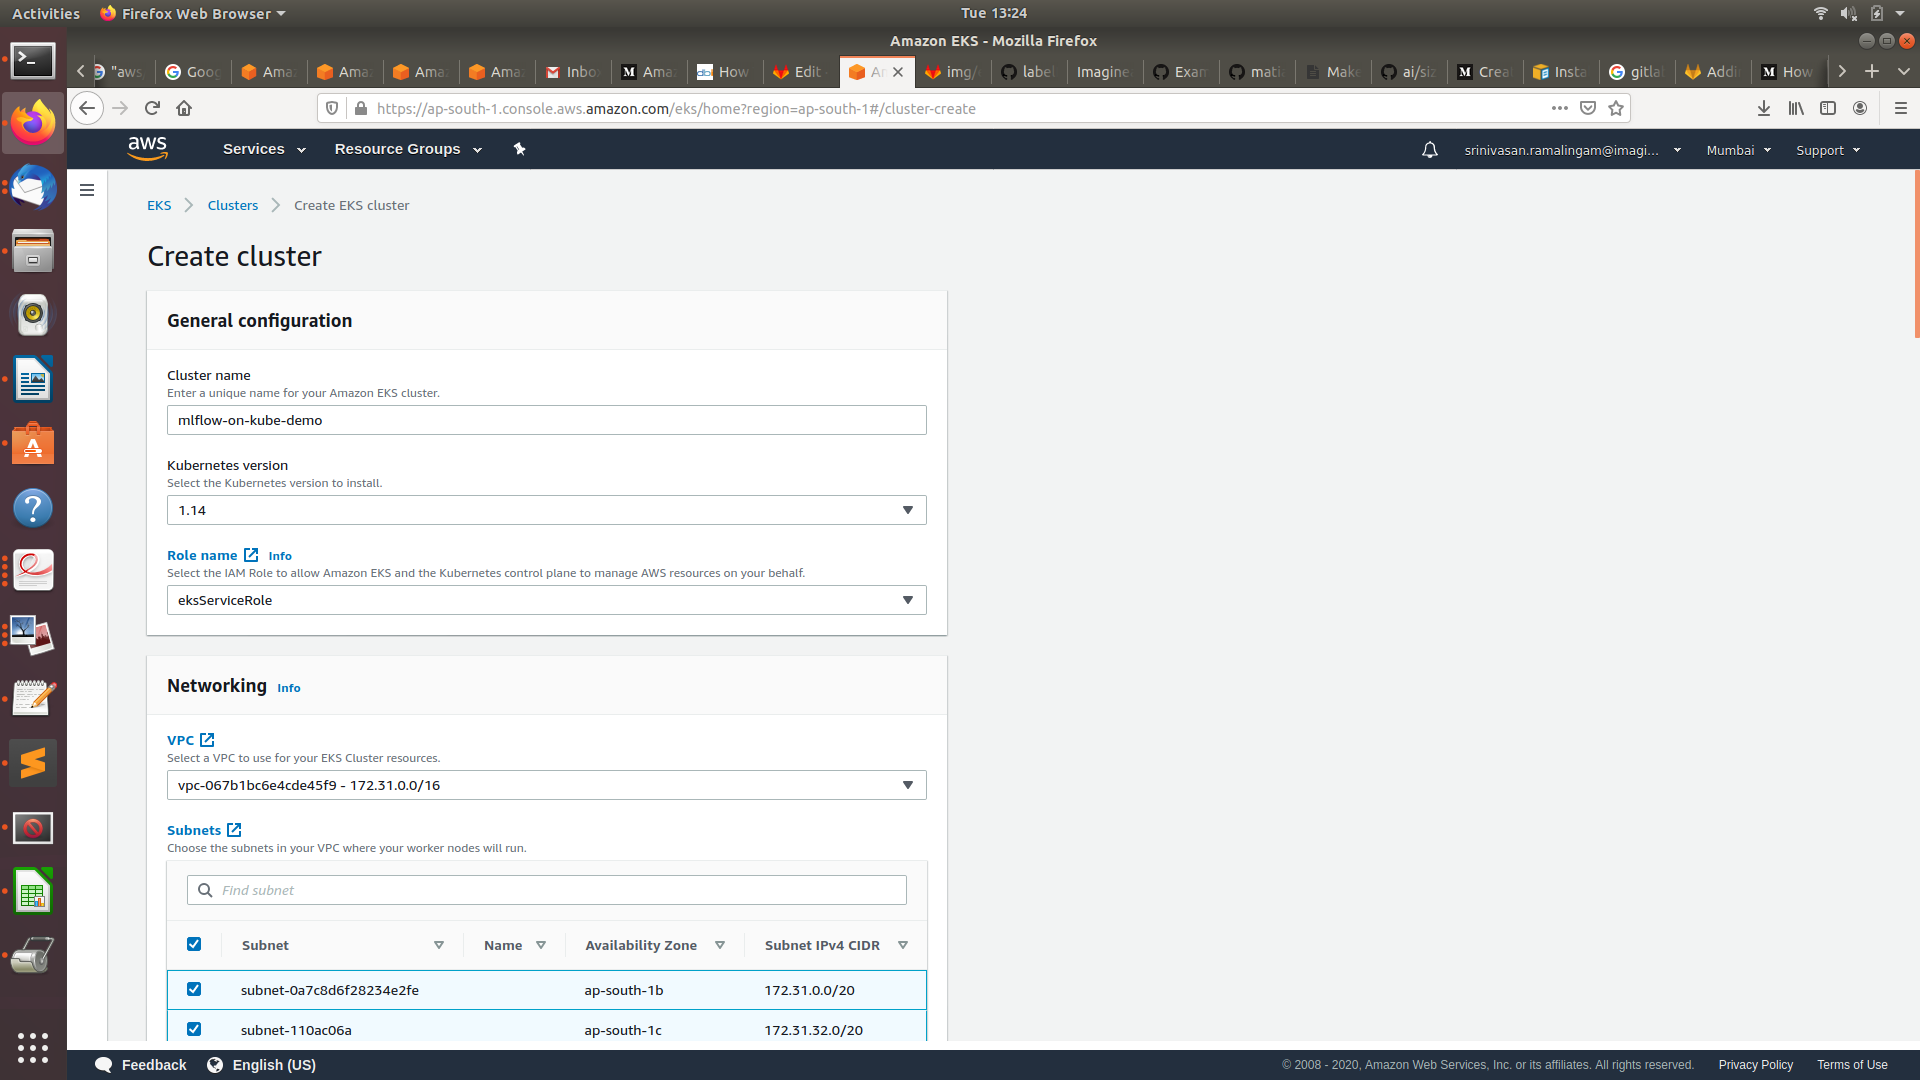 Activities Firefox Web Browser Tue 13:24
Amazon EKS - Mozilla Firefox
"aws, Goog Ama Ama Ama Ama Inbo Ama How Edit A img/ label Imagine Exam matia Make ai/siz Crea Insta gitla Addi How
https://ap-south-1.console.aws.amazon.com/eks/home?region=ap-south-1#/cluster-create
aws Services Resource Groups srinivasan.ramalingam@imagi... Mumbai Support
EKS Clusters Create EKS cluster
Create cluster
General configuration
Cluster name
Enter a unique name for your Amazon EKS cluster.
mlflow-on-kube-demo
Kubernetes version
Select the Kubernetes version to install.
1.14
Role name Info
Select the IAM Role to allow Amazon EKS and the Kubernetes control plane to manage AWS resources on your behalf.
eksServiceRole
Networking Info
VPC
Select a VPC to use for your EKS Cluster resources.
vpc-067b1bc6e4cde45f9 - 172.31.0.0/16
Subnets
Choose the subnets in your VPC where your worker nodes will run.
Find subnet
Subnet Name Availability Zone Subnet IPv4 CIDR
subnet-0a7c8d6f28234e2fe ap-south-1b 172.31.0.0/20
subnet-110ac06a ap-south-1c 172.31.32.0/20
Feedback English (US) © 2008 - 2020, Amazon Web Services, Inc. or its affiliates. All rights reserved. Privacy Policy Terms of Use